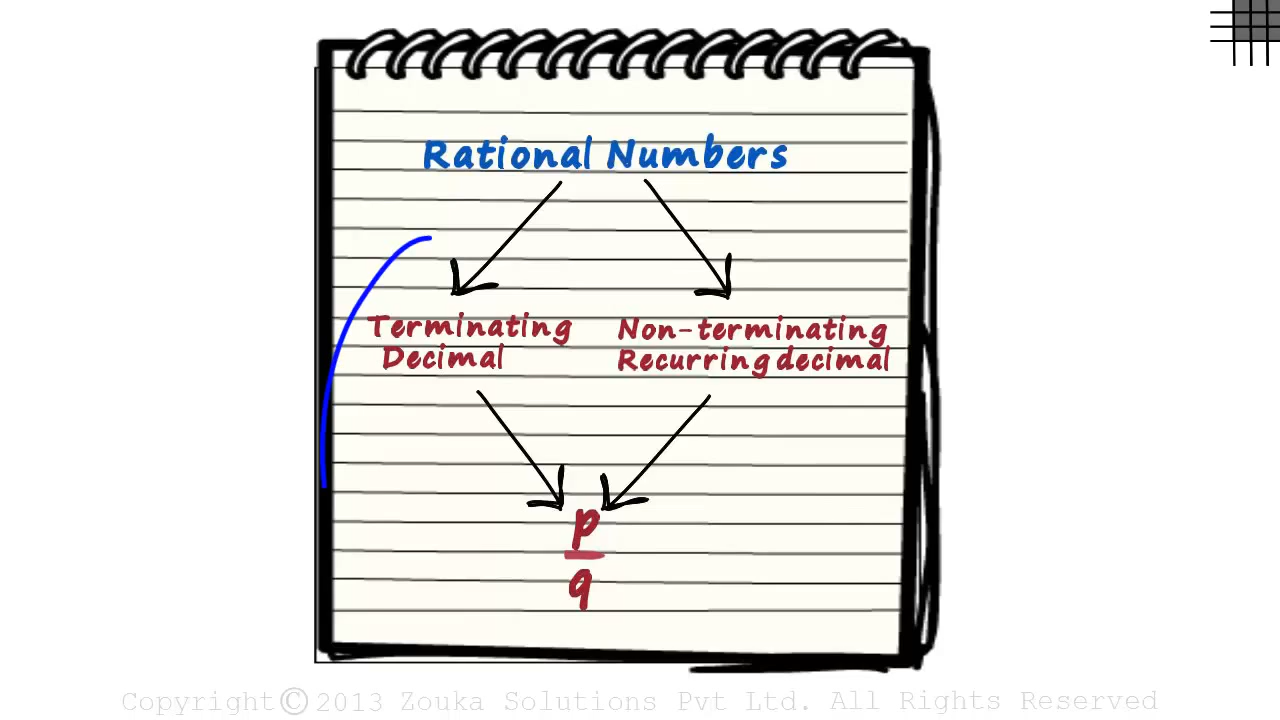 Rational Numbers
Terminating Decimal
Non-terminating Recurring decimal
p
q
Copyright © 2013 Zouka Solutions Pvt Ltd. All Rights Reserved